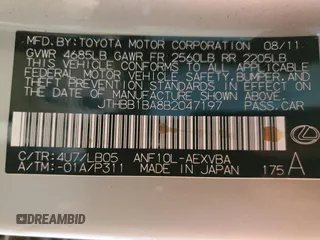 MFD. BY: TOYOTA MOTOR CORPORATION 08/11
GVWR 4685LB GAWR FR 2560LB RR 2205LB
THIS VEHICLE CONFORMS TO ALL APPLICABLE
FEDERAL MOTOR VEHICLE SAFETY, BUMPER, AND
THEFT PREVENTION STANDARDS IN EFFECT ON
THE DATE OF MANUFACTURE SHOWN ABOVE.
JTHBB1BA8B2047197 PASS.CAR
C/TR: 4U7/LB05 ANF10L-AEXVBA
A/TM: -01A/P311 MADE IN JAPAN 175 A
DREAMBID